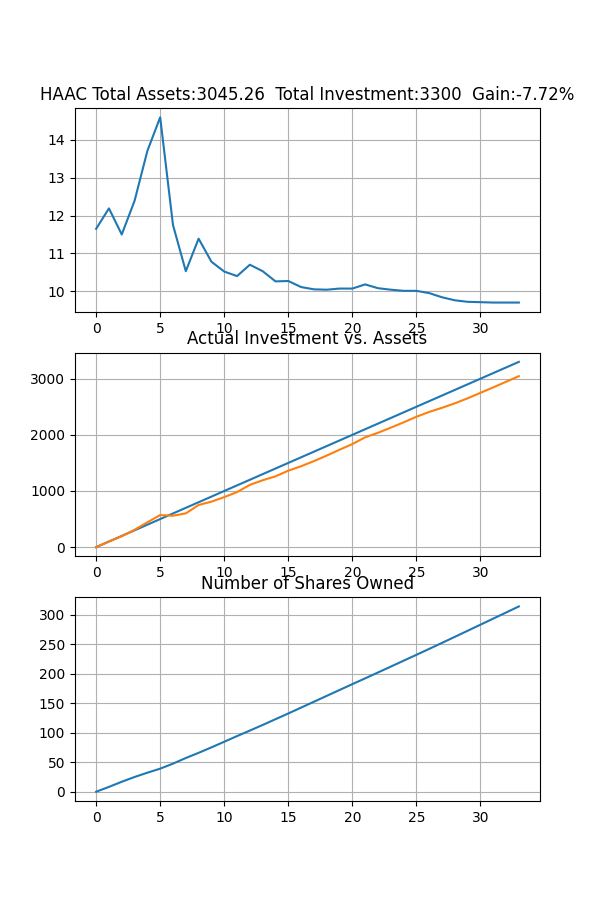 HAAC Total Assets:3045.26  Total Investment:3300  Gain:-7.72%
14
13
12
11
10
0 5 10 15 20 25 30
Actual Investment vs. Assets
3000
2000
1000
0
0 5 10 15 20 25 30
Number of Shares Owned
300
250
200
150
100
50
0
0 5 10 15 20 25 30